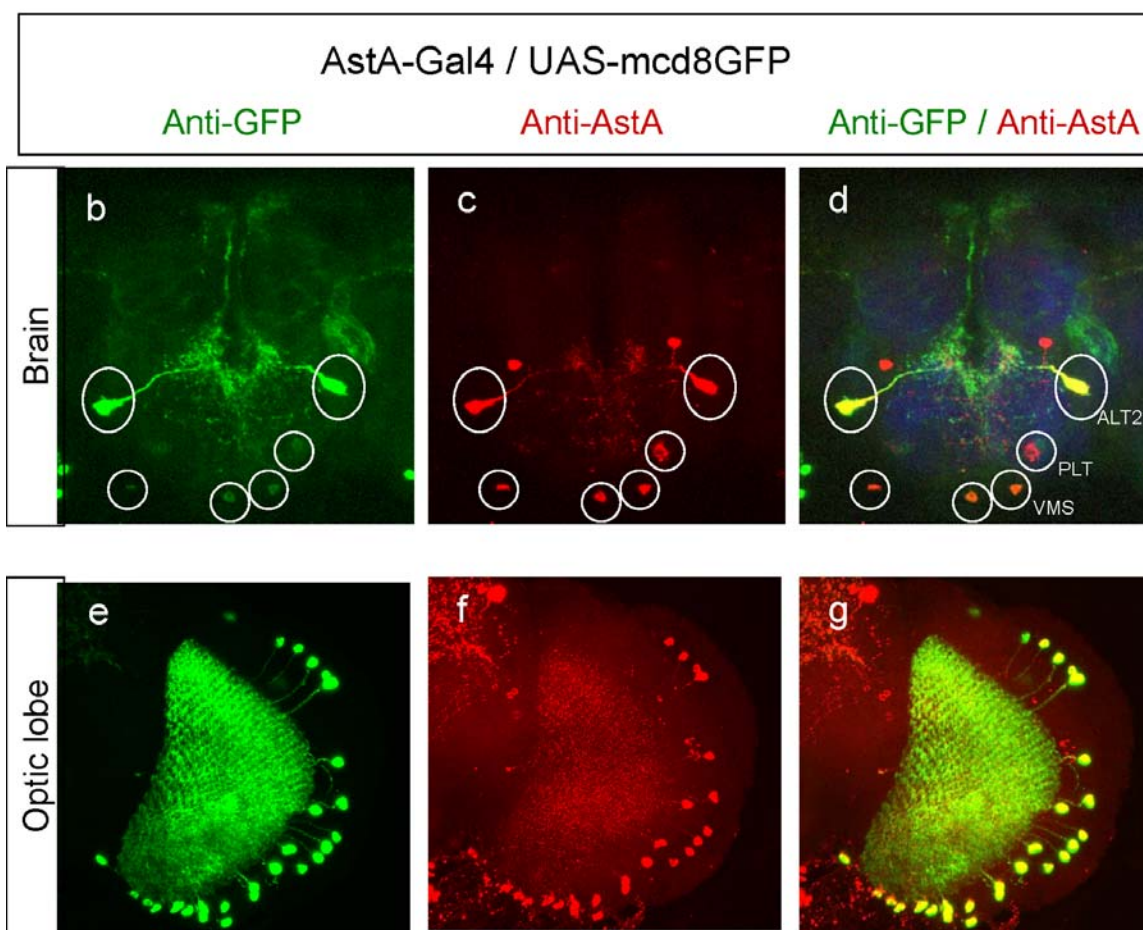 AstA-Gal4 / UAS-mcd8GFP
Anti-GFP
Anti-AstA
Anti-GFP / Anti-AstA
Brain
b
c
d
ALT2
PLT
VMS
Optic lobe
e
f
g